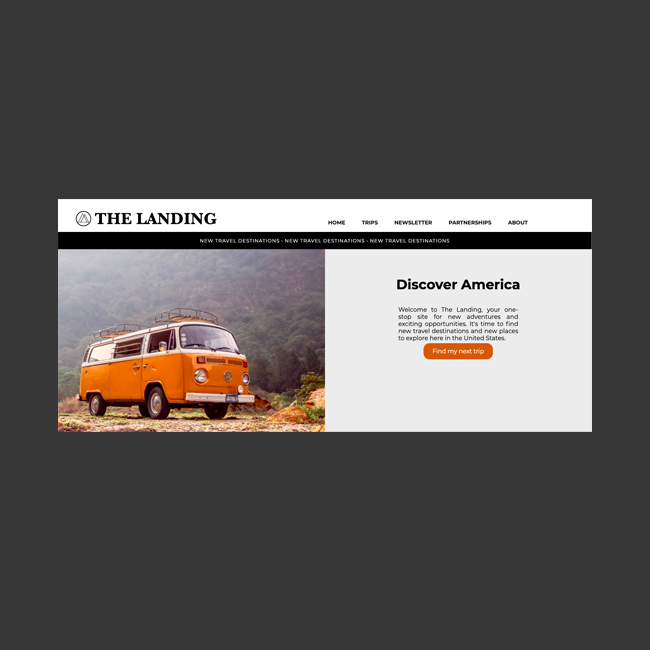 THE LANDING
HOME TRIPS NEWSLETTER PARTNERSHIPS ABOUT
NEW TRAVEL DESTINATIONS - NEW TRAVEL DESTINATIONS - NEW TRAVEL DESTINATIONS
Discover America
Welcome to The Landing, your one-
stop site for new adventures and
exciting opportunities. It's time to find
new travel destinations and new places
to explore here in the United States.
Find my next trip